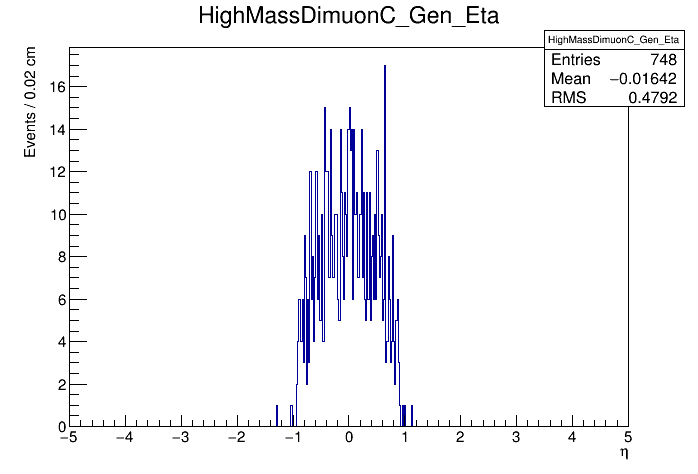 HighMassDimuonC_Gen_Eta
HighMassDimuonC_Gen_Eta
Entries 748
Mean −0.01642
RMS 0.4792
Events / 0.02 cm
16
14
12
10
8
6
4
2
0
−5 −4 −3 −2 −1 0 1 2 3 4 5
η